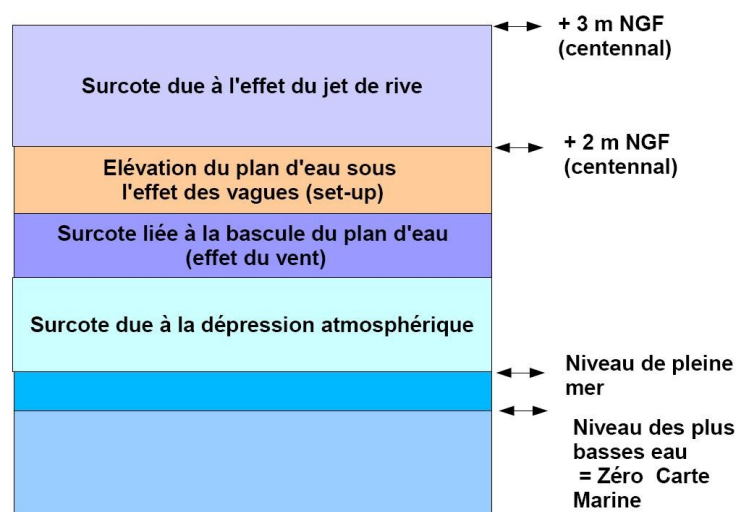 + 3 m NGF
(centennal)
Surcote due à l'effet du jet de rive
+ 2 m NGF
(centennal)
Elévation du plan d'eau sous
l'effet des vagues (set-up)
Surcote liée à la bascule du plan d'eau
(effet du vent)
Surcote due à la dépression atmosphérique
Niveau de pleine
mer
Niveau des plus
basses eau
= Zéro Carte
Marine